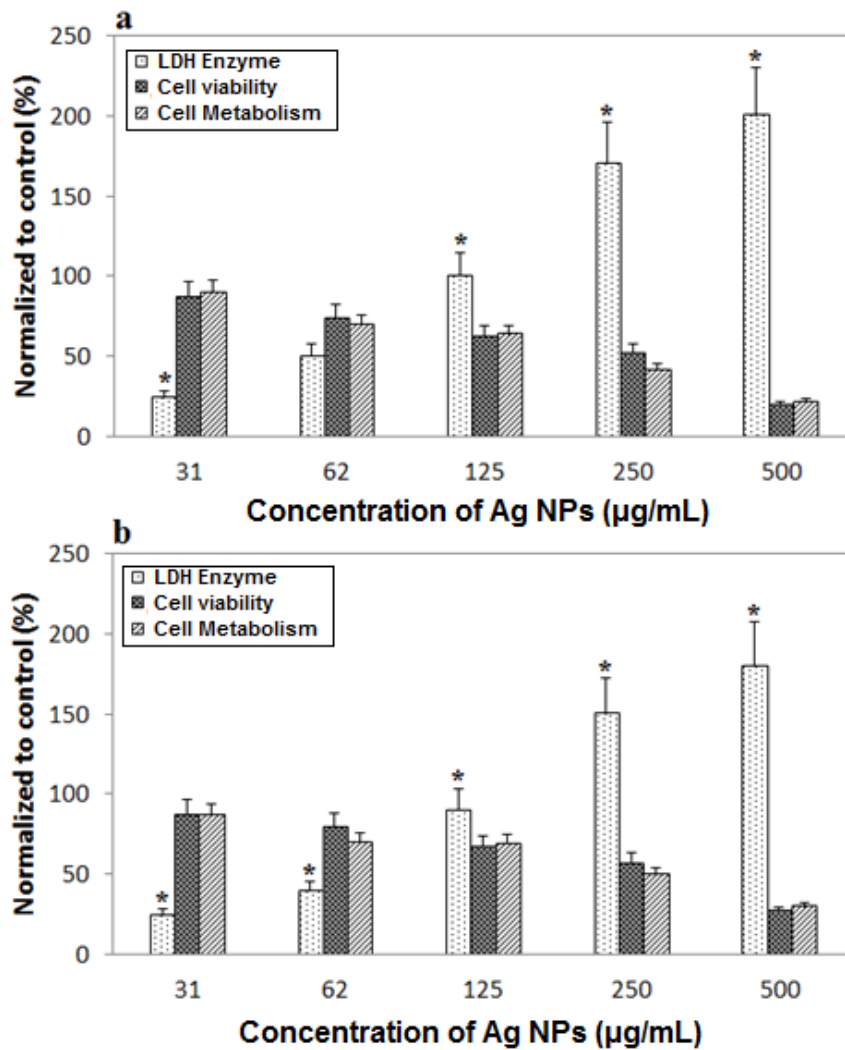 a
250
200
150
100
50
0
Normalized to control (%)
LDH Enzyme
Cell viability
Cell Metabolism
*
*
*
*
31 62 125 250 500
Concentration of Ag NPs (µg/mL)
b
250
200
150
100
50
0
Normalized to control (%)
LDH Enzyme
Cell viability
Cell Metabolism
*
*
*
*
*
31 62 125 250 500
Concentration of Ag NPs (µg/mL)